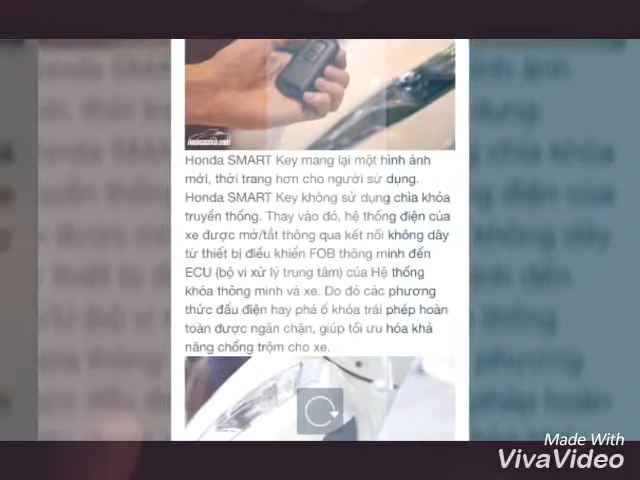 Honda SMART Key mang lại một hình ảnh
mới, thời trang hơn cho người sử dụng.
Honda SMART Key không sử dụng chìa khóa
truyền thống. Thay vào đó, hệ thống điện của
xe được mở/tắt thông qua kết nối không dây
từ thiết bị điều khiển FOB thông minh đến
ECU (bộ vi xử lý trung tâm) của Hệ thống
khóa thông minh và xe. Do đó các phương
thức đấu điện hay phá ổ khóa trái phép hoàn
toàn được ngăn chặn, giúp tối ưu hóa khả
năng chống trộm cho xe.
Made With
VivaVideo